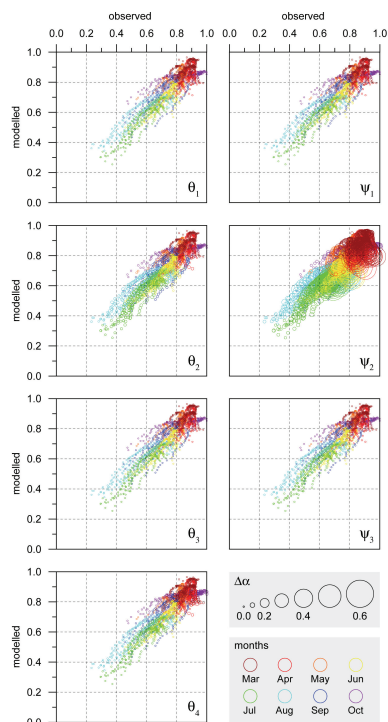 observed observed
0.0 0.2 0.4 0.6 0.8 1.0 0.0 0.2 0.4 0.6 0.8 1.0
1.0
0.8
0.6
0.4
0.2
0.0
modelled
θ1 ψ1
1.0
0.8
0.6
0.4
0.2
0.0
modelled
θ2 ψ2
1.0
0.8
0.6
0.4
0.2
0.0
modelled
θ3 ψ3
1.0
0.8
0.6
0.4
0.2
0.0
modelled
θ4
Δα
0.0 0.2 0.4 0.6
months
Mar Apr May Jun
Jul Aug Sep Oct